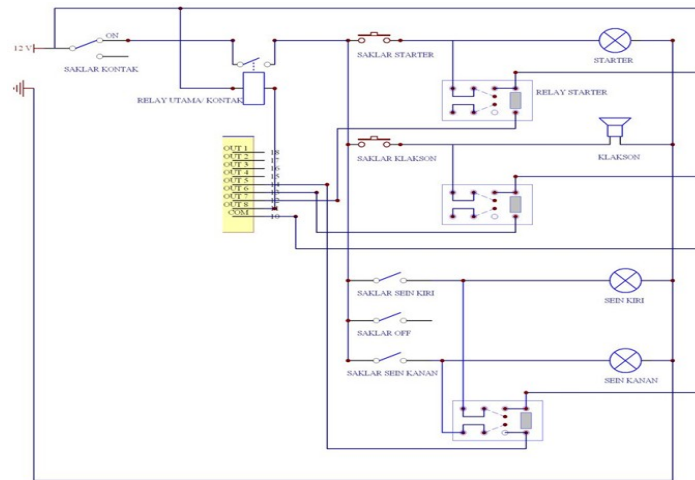 ON
12 V
SAKLAR KONTAK
RELAY UTAMA/ KONTAK
SAKLAR STARTER
STARTER
RELAY STARTER
SAKLAR KLAKSON
KLAKSON
OUT 1 18
OUT 2 17
OUT 3 16
OUT 4 15
OUT 5 14
OUT 6 13
OUT 7 12
OUT 8
COM 10
SAKLAR SEIN KIRI
SEIN KIRI
SAKLAR OFF
SAKLAR SEIN KANAN
SEIN KANAN